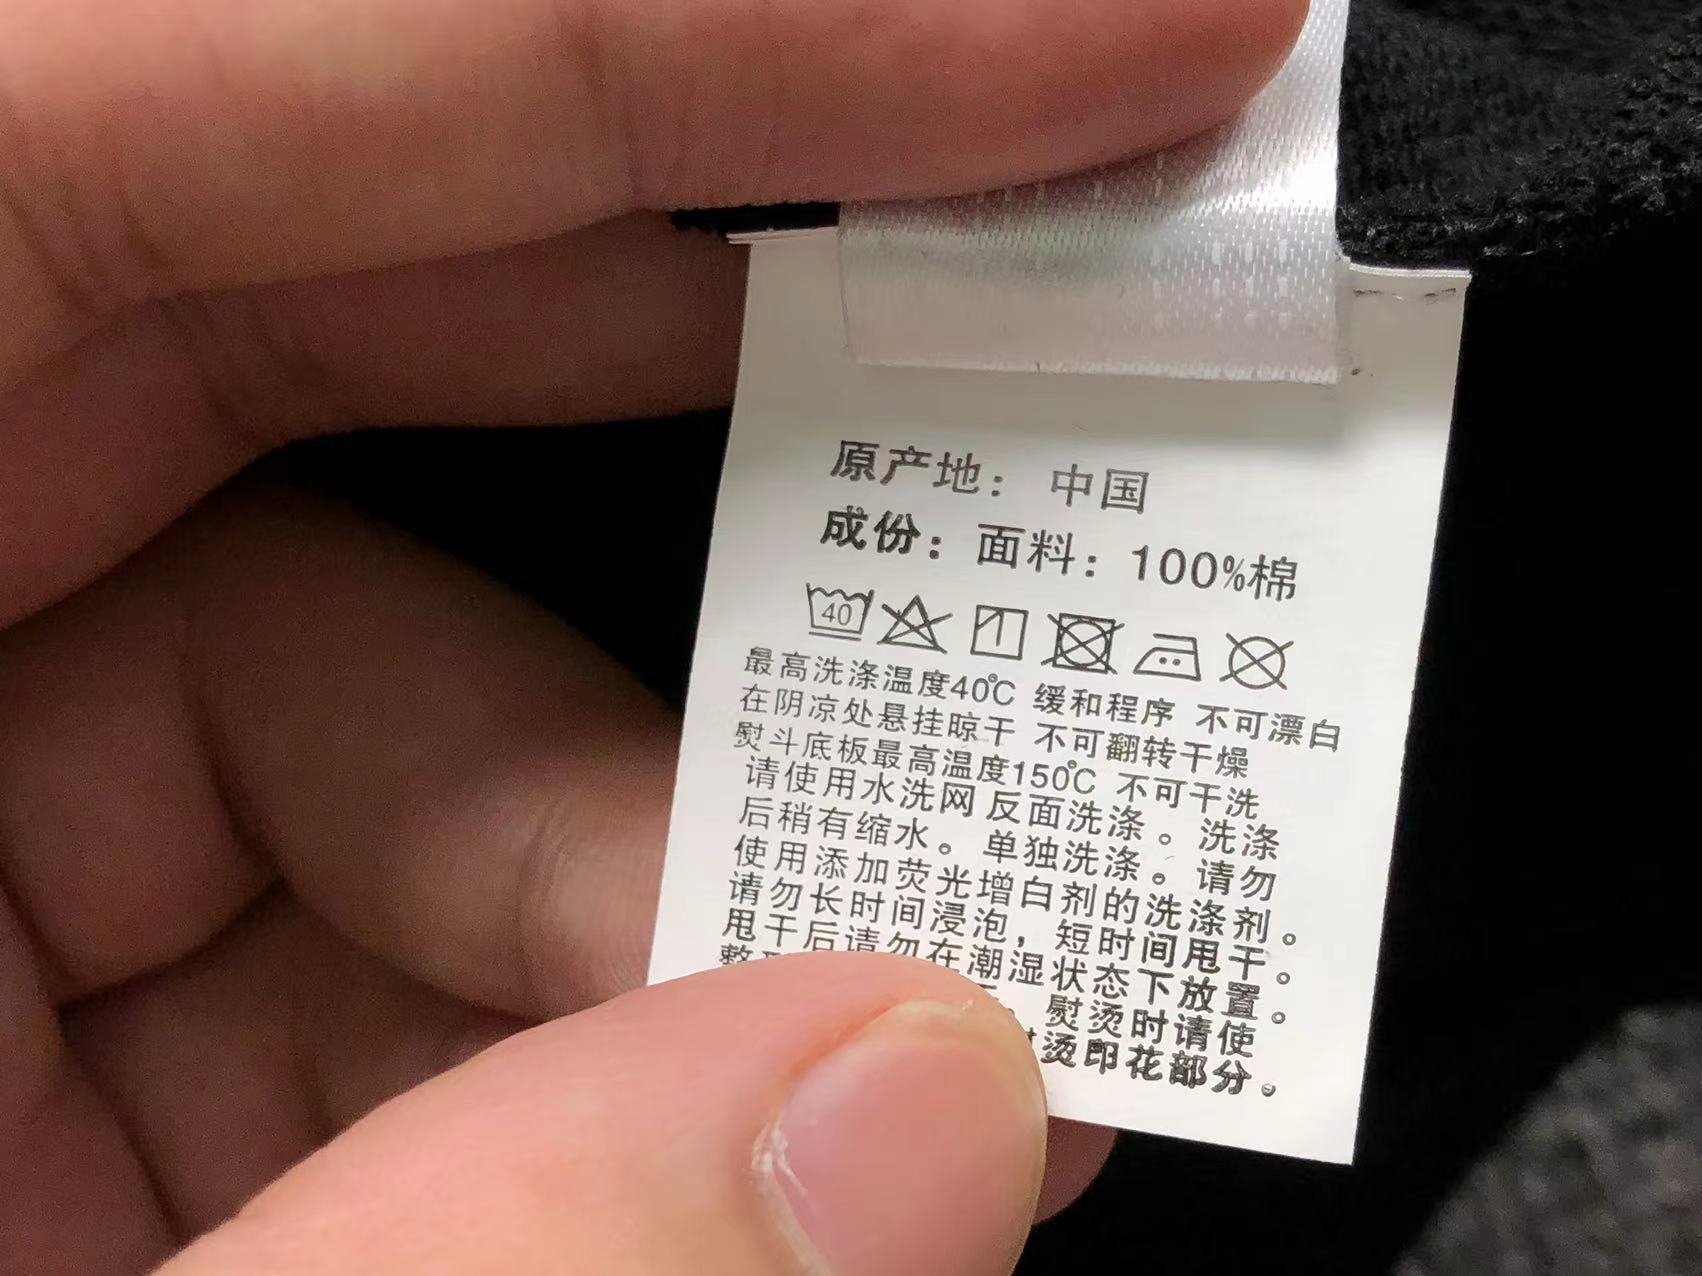 原产地： 中国
成份：面料：100%棉
40
最高洗涤温度40℃ 缓和程序 不可漂白
在阴凉处悬挂晾干 不可翻转干燥
熨斗底板最高温度150℃ 不可干洗
请使用水洗网反面洗涤。洗涤
后稍有缩水。单独洗涤。请勿
使用添加荧光增白剂的洗涤剂。
请勿长时间浸泡，短时间甩干。
甩干后请勿在潮湿状态下放置。
熨烫时请使
烫印花部分。